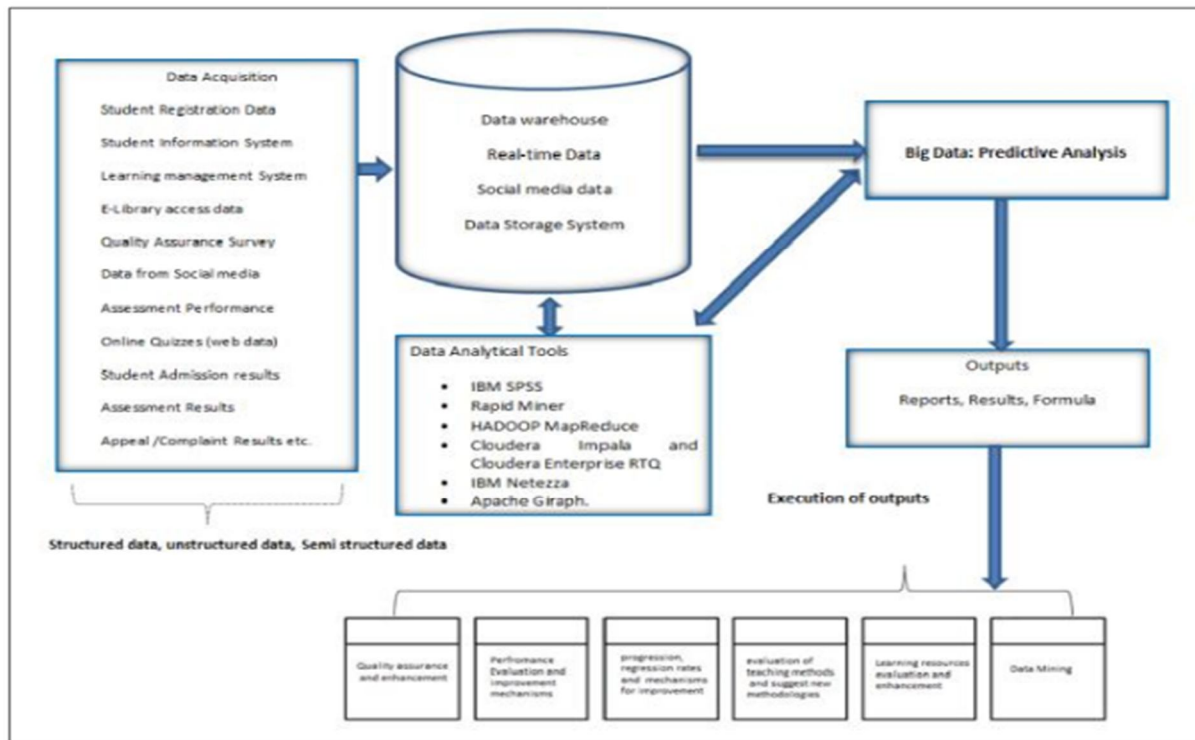 Data Acquisition
Student Registration Data
Student Information System
Learning management System
E-Library access data
Quality Assurance Survey
Data from Social media
Assessment Performance
Online Quizzes (web data)
Student Admission results
Assessment Results
Appeal /Complaint Results etc.
Structured data, unstructured data, Semi structured data
Data warehouse
Real-time Data
Social media data
Data Storage System
Data Analytical Tools
• IBM SPSS
• Rapid Miner
• HADOOP MapReduce
• Cloudera Impala and
Cloudera Enterprise RTQ
• IBM Netezza
• Apache Giraph.
Big Data: Predictive Analysis
Outputs
Reports, Results, Formula
Execution of outputs
Quality assurance
and enhancement
Perfromance
Evaluation and
improvement
mechanisms
progression,
regression rates
and mechanisms
for improvement
evaluation of
teaching methods
and suggest new
methodologies
Learning resources
evaluation and
enhancement
Data Mining